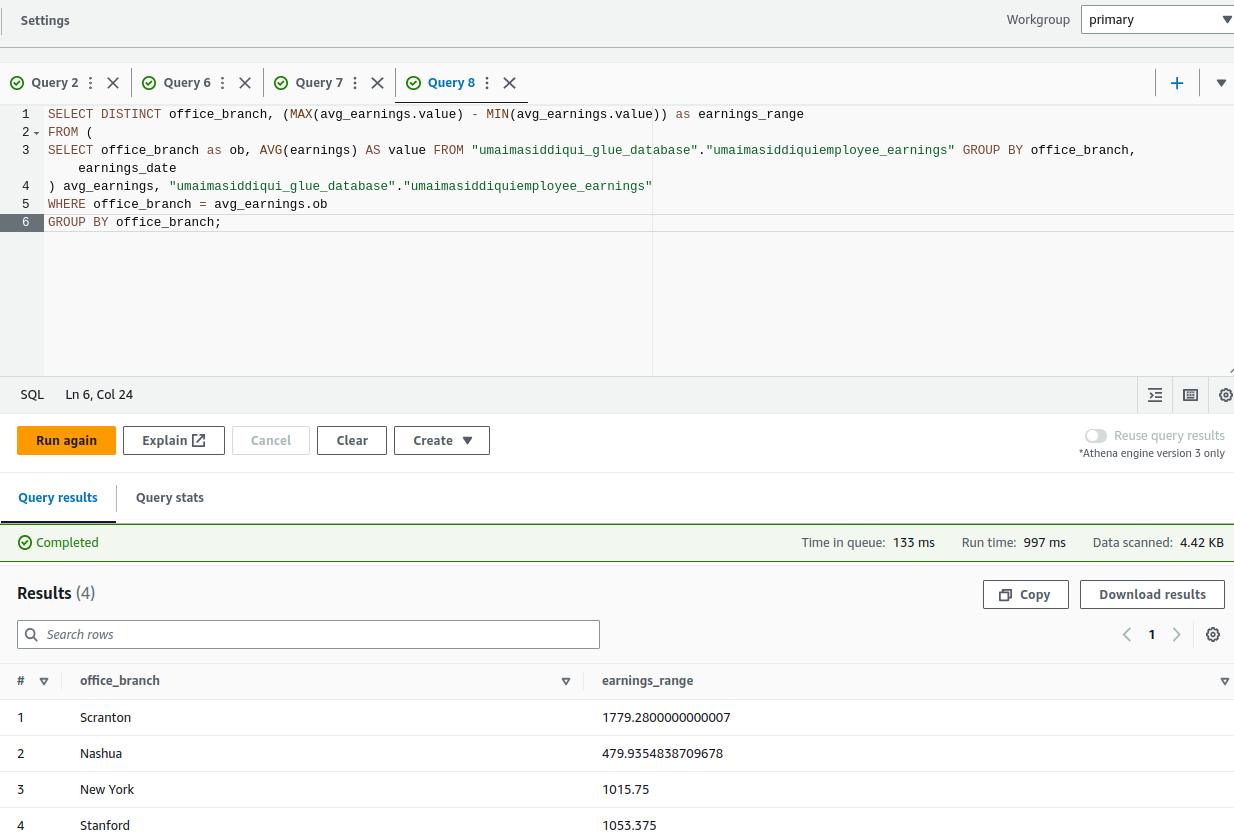 Settings
Workgroup primary
Query 2 Query 6 Query 7 Query 8
1 SELECT DISTINCT office_branch, (MAX(avg_earnings.value) - MIN(avg_earnings.value)) as earnings_range
2 FROM (
3 SELECT office_branch as ob, AVG(earnings) AS value FROM "umaimasiddiqui_glue_database"."umaimasiddiquiemployee_earnings" GROUP BY office_branch,
earnings_date
4 ) avg_earnings, "umaimasiddiqui_glue_database"."umaimasiddiquiemployee_earnings"
5 WHERE office_branch = avg_earnings.ob
6 GROUP BY office_branch;
SQL Ln 6, Col 24
Run again Explain Cancel Clear Create
Reuse query results
*Athena engine version 3 only
Query results Query stats
Completed Time in queue: 133 ms Run time: 997 ms Data scanned: 4.42 KB
Results (4) Copy Download results
Search rows 1
# office_branch earnings_range
1 Scranton 1779.2800000000007
2 Nashua 479.9354838709678
3 New York 1015.75
4 Stanford 1053.375